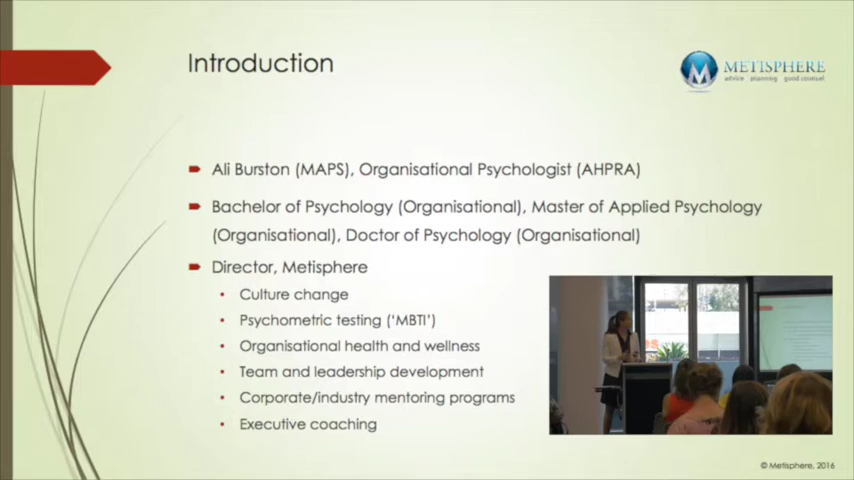 Introduction
METISPHERE
advice planning good counsel
Ali Burston (MAPS), Organisational Psychologist (AHPRA)
Bachelor of Psychology (Organisational), Master of Applied Psychology
(Organisational), Doctor of Psychology (Organisational)
Director, Metisphere
Culture change
Psychometric testing (‘MBTI’)
Organisational health and wellness
Team and leadership development
Corporate/industry mentoring programs
Executive coaching
© Metisphere, 2016